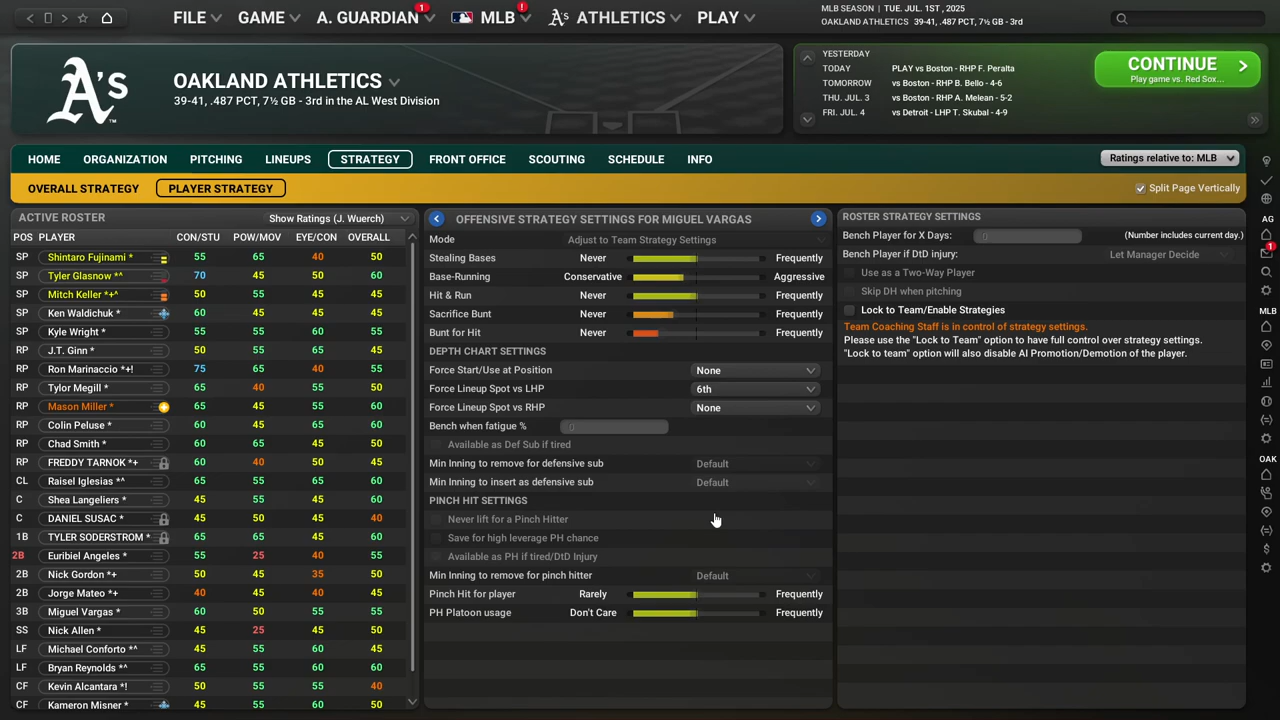 FILE GAME A. GUARDIAN 1 MLB ! A's ATHLETICS PLAY
MLB SEASON | TUE. JUL. 1ST, 2025
OAKLAND ATHLETICS 39-41, .487 PCT, 7½ GB - 3rd
A's
OAKLAND ATHLETICS
39-41, .487 PCT, 7½ GB - 3rd in the AL West Division
YESTERDAY
TODAY PLAY vs Boston - RHP F. Peralta
TOMORROW vs Boston - RHP B. Bello - 4-6
THU. JUL. 3 vs Boston - RHP A. Melean - 5-2
FRI. JUL. 4 vs Detroit - LHP T. Skubal - 4-9
CONTINUE
Play game vs. Red Sox...
HOME ORGANIZATION PITCHING LINEUPS STRATEGY FRONT OFFICE SCOUTING SCHEDULE INFO
Ratings relative to: MLB
OVERALL STRATEGY PLAYER STRATEGY
Split Page Vertically
ACTIVE ROSTER Show Ratings (J. Wuerch)
POS PLAYER CON/STU POW/MOV EYE/CON OVERALL
SP Shintaro Fujinami * 55 65 40 50
SP Tyler Glasnow *^ 70 45 50 60
SP Mitch Keller *+^ 50 55 45 45
SP Ken Waldichuk * 60 60 45 60
SP Kyle Wright * 55 55 60 55
RP J.T. Ginn * 50 55 65 45
RP Ron Marinaccio *+! 75 65 40 55
RP Tylor Megill * 65 40 55 60
RP Mason Miller * 65 45 55 60
RP Colin Peluse * 60 45 55 45
RP Chad Smith * 60 65 45 50
RP FREDDY TARNOK *+ 60 40 50 45
CL Raisel Iglesias *^ 65 55 65 60
C Shea Langeliers * 45 55 45 50
C DANIEL SUSAC * 50 45 45 40
1B TYLER SODERSTROM * 55 65 55 60
2B Euribiel Angeles * 55 25 40 50
2B Nick Gordon *+ 50 45 35 50
2B Jorge Mateo *+ 40 45 40 45
3B Miguel Vargas * 60 50 55 55
SS Nick Allen * 45 25 45 50
LF Michael Conforto *^ 45 55 60 45
LF Bryan Reynolds *^ 65 55 60 60
CF Kevin Alcantara *! 50 55 55 40
CF Kameron Misner * 45 55 60 50
OFFENSIVE STRATEGY SETTINGS FOR MIGUEL VARGAS
Mode Adjust to Team Strategy Settings
Stealing Bases Never Frequently
Base-Running Conservative Aggressive
Hit & Run Never Frequently
Sacrifice Bunt Never Frequently
Bunt for Hit Never Frequently
DEPTH CHART SETTINGS
Force Start/Use at Position None
Force Lineup Spot vs LHP 6th
Force Lineup Spot vs RHP None
Bench when fatigue % 0
Available as Def Sub if tired
Min Inning to remove for defensive sub Default
Min Inning to insert as defensive sub Default
PINCH HIT SETTINGS
Never lift for a Pinch Hitter
Save for high leverage PH chance
Available as PH if tired/DtD Injury
Min Inning to remove for pinch hitter Default
Pinch Hit for player Rarely Frequently
PH Platoon usage Don't Care Frequently
ROSTER STRATEGY SETTINGS
Bench Player for X Days: 0 (Number includes current day.)
Bench Player if DtD injury: Let Manager Decide
Use as a Two-Way Player
Skip DH when pitching
Lock to Team/Enable Strategies
Team Coaching Staff is in control of strategy settings.
Please use the "Lock to Team" option to have full control over strategy settings.
"Lock to team" option will also disable AI Promotion/Demotion of the player.
AG
1
MLB
OAK